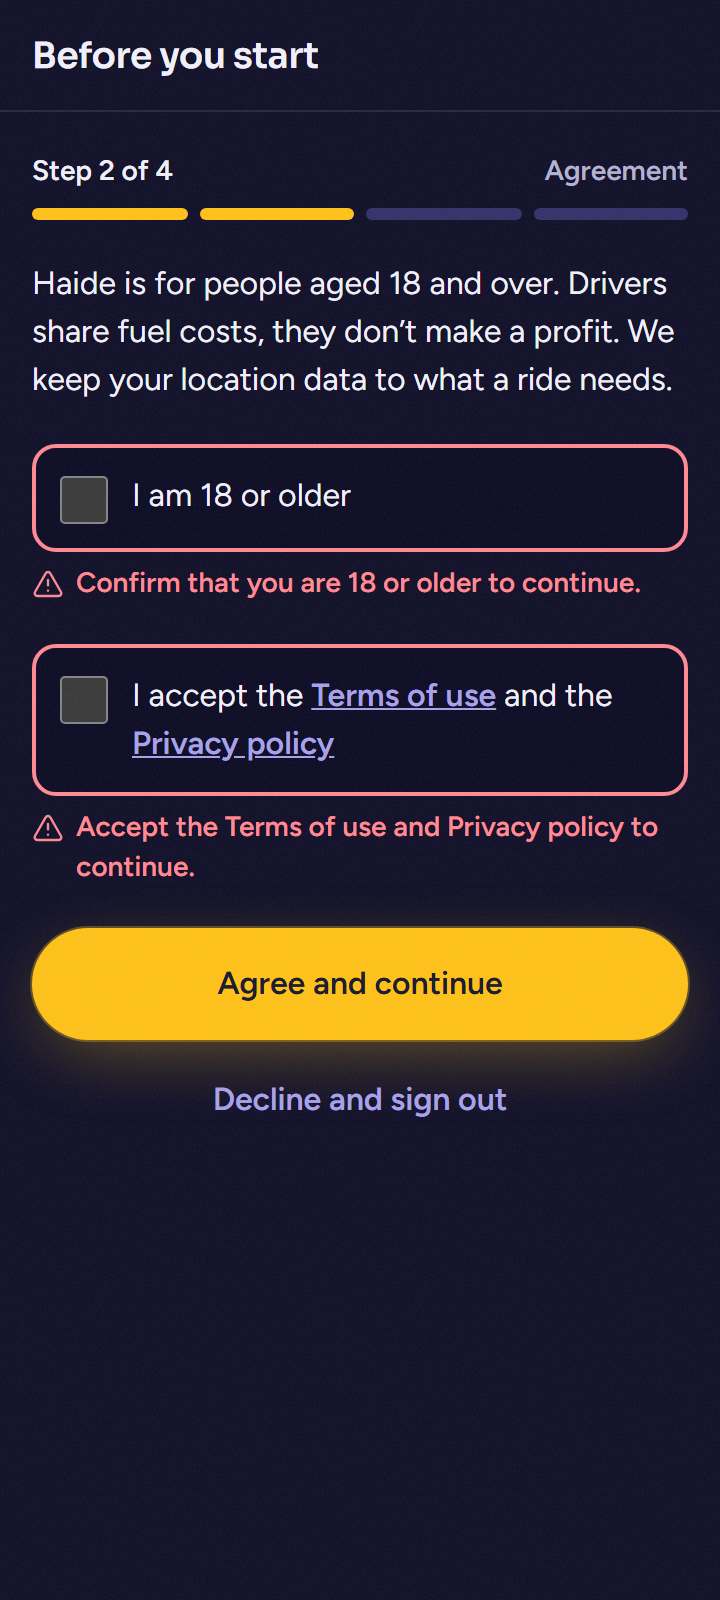 Before you start
Step 2 of 4
Agreement
Haide is for people aged 18 and over. Drivers
share fuel costs, they don’t make a profit. We
keep your location data to what a ride needs.
I am 18 or older
Confirm that you are 18 or older to continue.
I accept the Terms of use and the
Privacy policy
Accept the Terms of use and Privacy policy to
continue.
Agree and continue
Decline and sign out